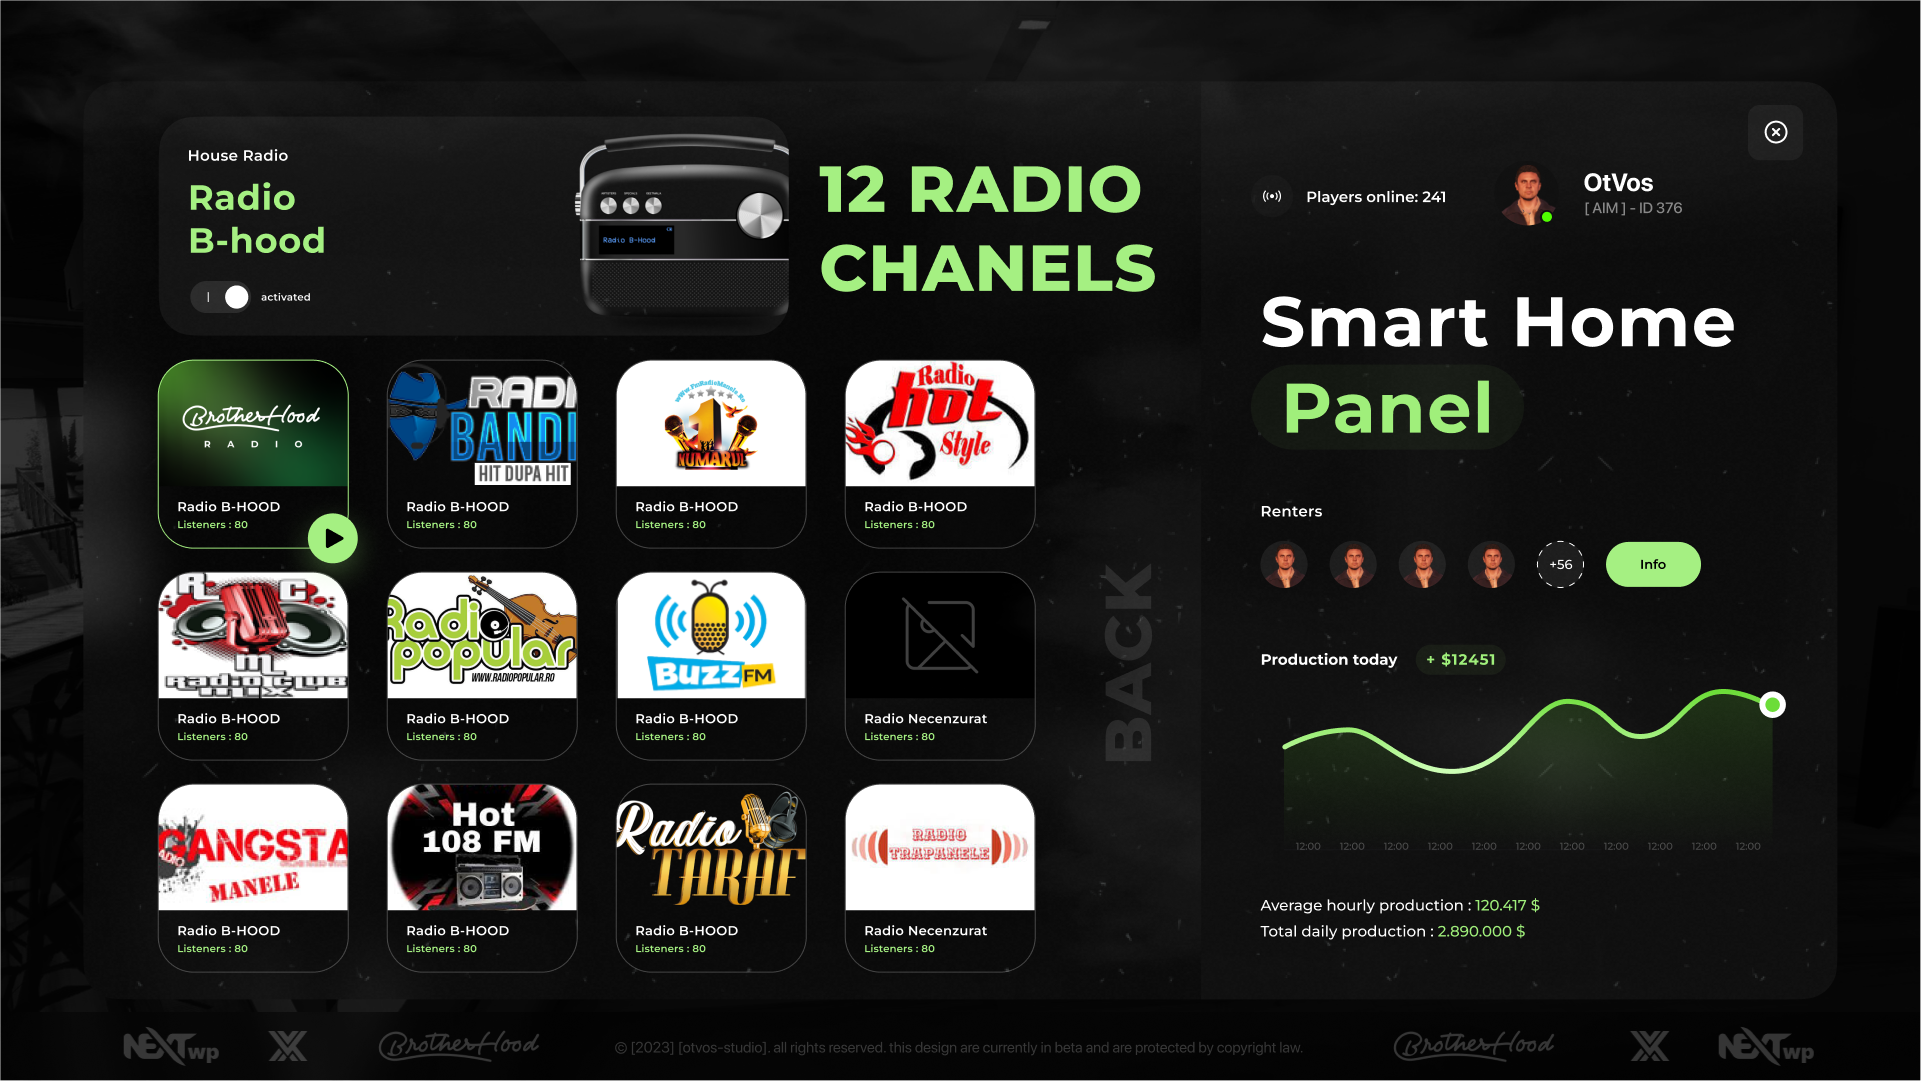 House Radio
Radio
B-hood
activated
Radio B-Hood
12 RADIO
CHANELS
Players online: 241
OtVos
[ AIM ] - ID 376
Smart Home
Panel
BrotherHood
RADIO
Radio B-HOOD
Listeners : 80
RADI
BANDI
HIT DUPA HIT
Radio B-HOOD
Listeners : 80
1
NUMARUL
Radio B-HOOD
Listeners : 80
Radio
hot
Style
Radio B-HOOD
Listeners : 80
R C
M
Radio CLUB
MIX
Radio B-HOOD
Listeners : 80
Radio
popular
WWW.RADIOPOPULAR.RO
Radio B-HOOD
Listeners : 80
BUZZ FM
Radio B-HOOD
Listeners : 80
Radio Necenzurat
Listeners : 80
GANGSTA
MANELE
Radio B-HOOD
Listeners : 80
Hot
108 FM
Radio B-HOOD
Listeners : 80
Radio
TARAF
Radio B-HOOD
Listeners : 80
RADIO
TRAPANELE
Radio Necenzurat
Listeners : 80
BACK
Renters
+56
Info
Production today + $12451
12:00 12:00 12:00 12:00 12:00 12:00 12:00 12:00 12:00 12:00 12:00
Average hourly production : 120.417 $
Total daily production : 2.890.000 $
NEXTwp BrotherHood © [2023] [otvos-studio]. all rights reserved. this design are currently in beta and are protected by copyright law. BrotherHood NEXTwp